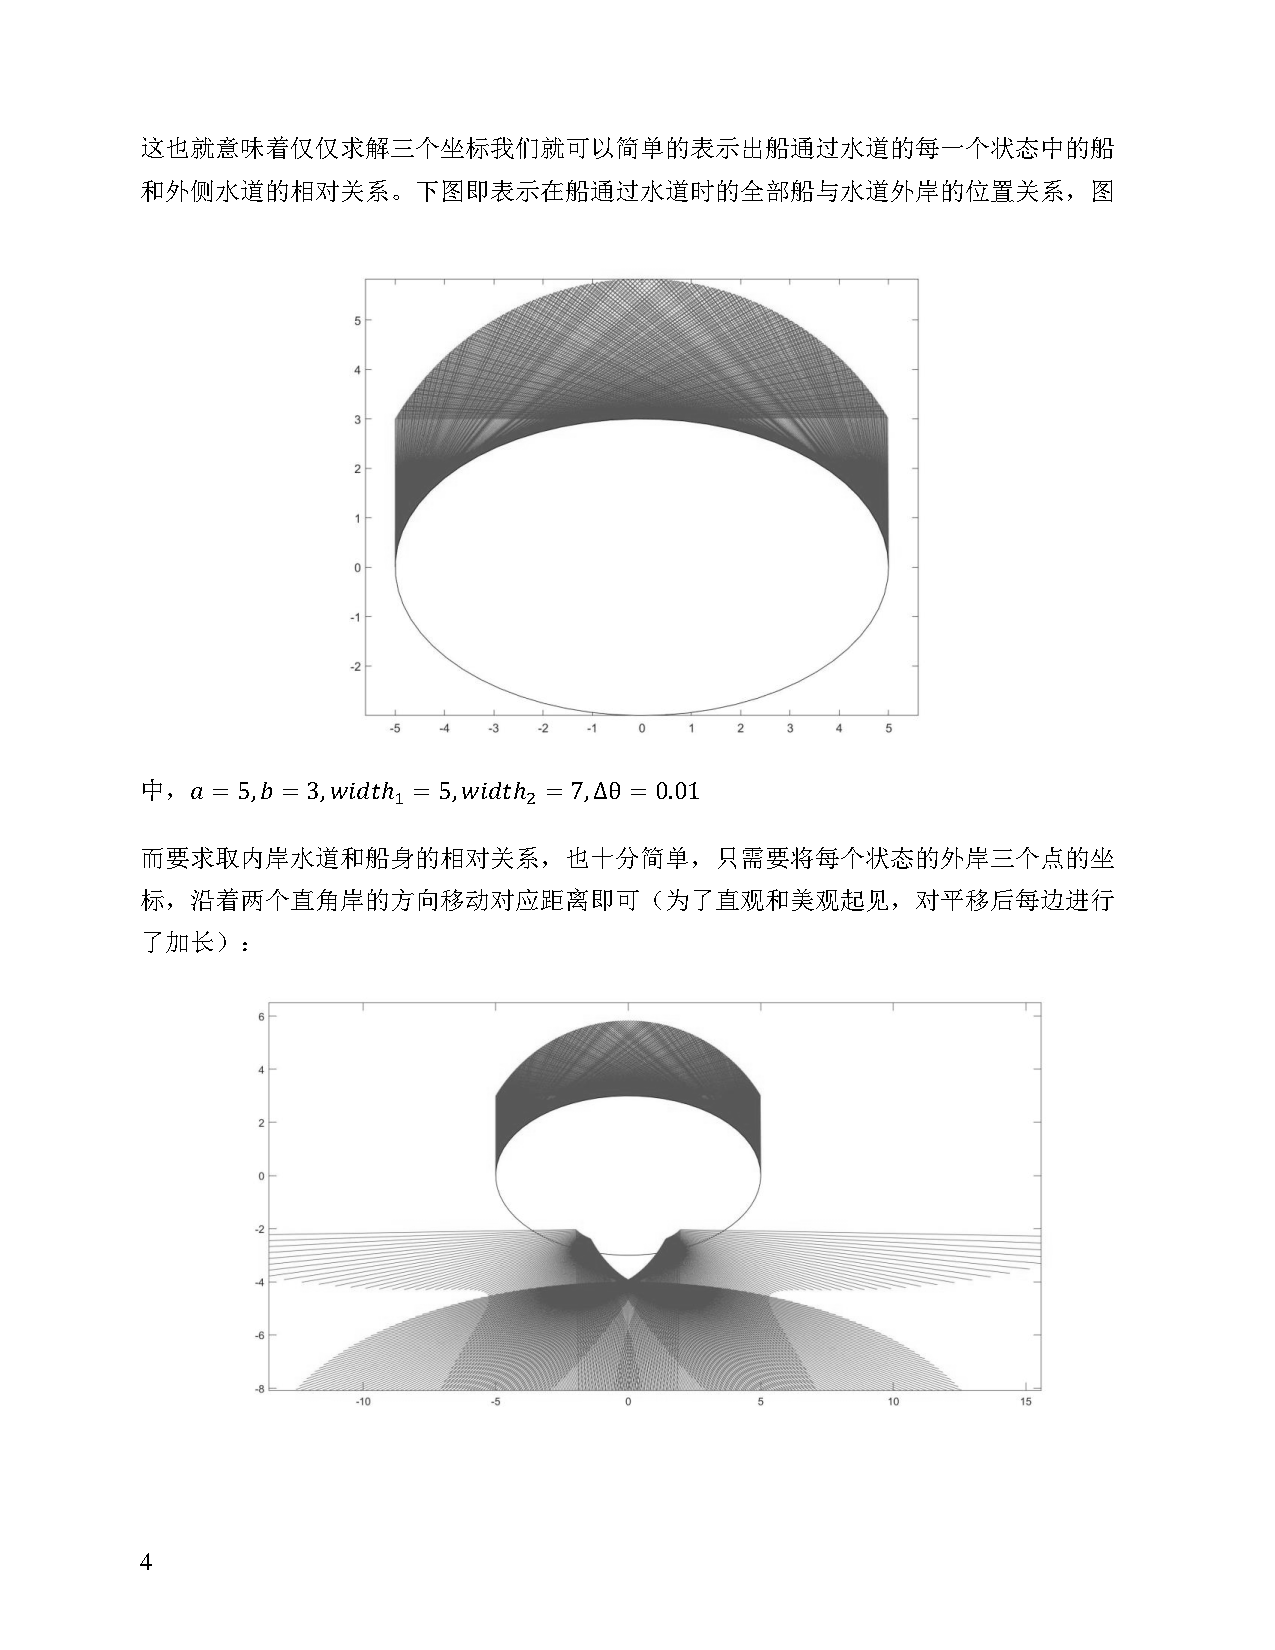 这也就意味着仅仅求解三个坐标我们就可以简单的表示出船通过水道的每一个状态中的船
和外侧水道的相对关系。下图即表示在船通过水道时的全部船与水道外岸的位置关系，图
5
4
3
2
1
0
-1
-2
-5 -4 -3 -2 -1 0 1 2 3 4 5
中，a = 5, b = 3, width₁ = 5, width₂ = 7, Δθ = 0.01
而要求取内岸水道和船身的相对关系，也十分简单，只需要将每个状态的外岸三个点的坐
标，沿着两个直角岸的方向移动对应距离即可（为了直观和美观起见，对平移后每边进行
了加长）：
6
4
2
0
-2
-4
-6
-8
-10 -5 0 5 10 15
4